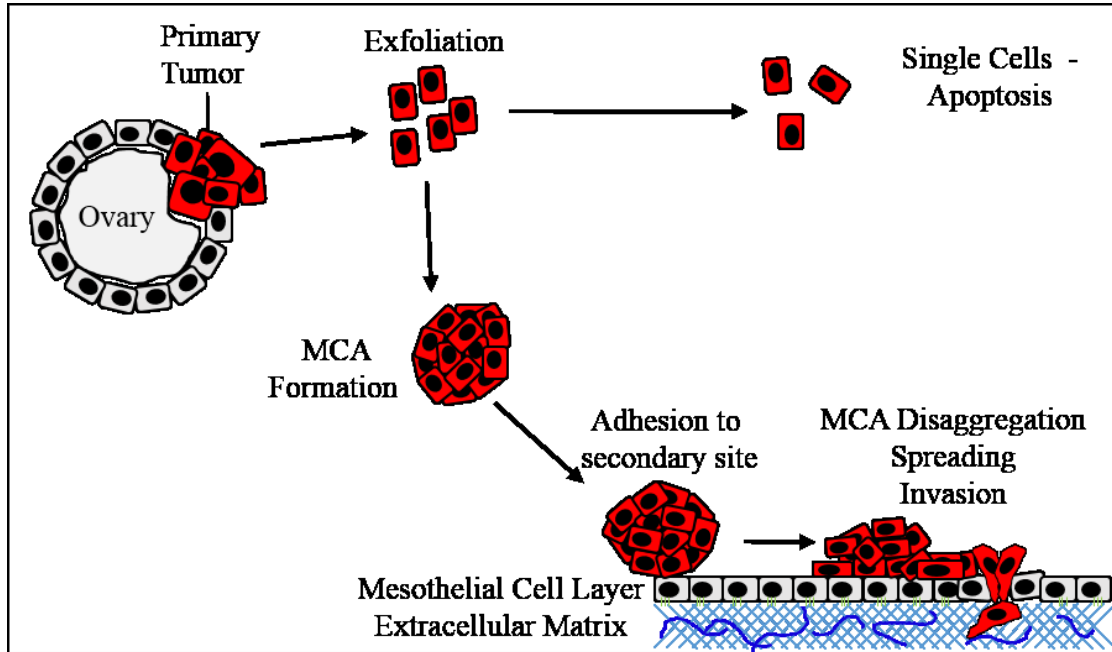 Primary
Tumor
Exfoliation
Single Cells -
Apoptosis
Ovary
MCA
Formation
Adhesion to
secondary site
MCA Disaggregation
Spreading
Invasion
Mesothelial Cell Layer
Extracellular Matrix